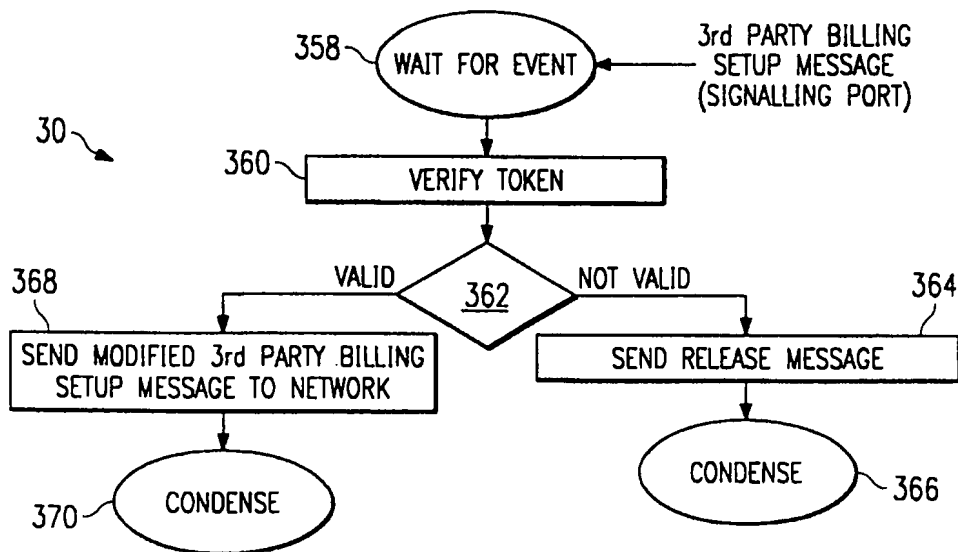 358
WAIT FOR EVENT
3rd PARTY BILLING
SETUP MESSAGE
(SIGNALLING PORT)
30
360
VERIFY TOKEN
368
VALID
362
NOT VALID
364
SEND MODIFIED 3rd PARTY BILLING
SETUP MESSAGE TO NETWORK
SEND RELEASE MESSAGE
370
CONDENSE
CONDENSE
366